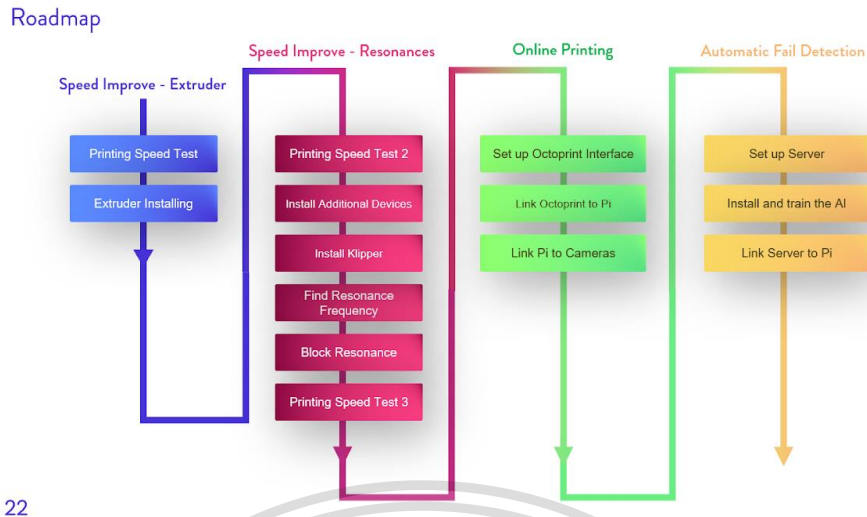 Roadmap
Speed Improve - Extruder
Printing Speed Test
Extruder Installing
Speed Improve - Resonances
Printing Speed Test 2
Install Additional Devices
Install Klipper
Find Resonance
Frequency
Block Resonance
Printing Speed Test 3
Online Printing
Set up Octoprint Interface
Link Octoprint to Pi
Link Pi to Cameras
Automatic Fail Detection
Set up Server
Install and train the AI
Link Server to Pi
22